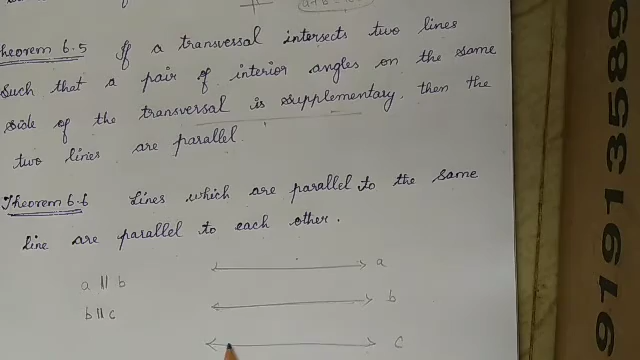 Theorem 6.5 If a transversal intersects two lines
such that a pair of interior angles on the same
side of the transversal is supplementary. then the
two lines are parallel.
Theorem 6.6 Lines which are parallel to the same
line are parallel to each other.
a
a || b
b
b || c
c
91913589